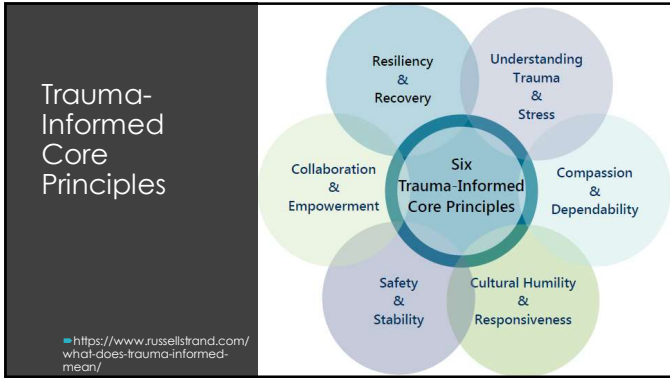 Trauma-
Informed
Core
Principles
https://www.russellstrand.com/
what-does-trauma-informed-
mean/
Resiliency
&
Recovery
Understanding
Trauma
&
Stress
Collaboration
&
Empowerment
Six
Trauma-Informed
Core Principles
Compassion
&
Dependability
Safety
&
Stability
Cultural Humility
&
Responsiveness